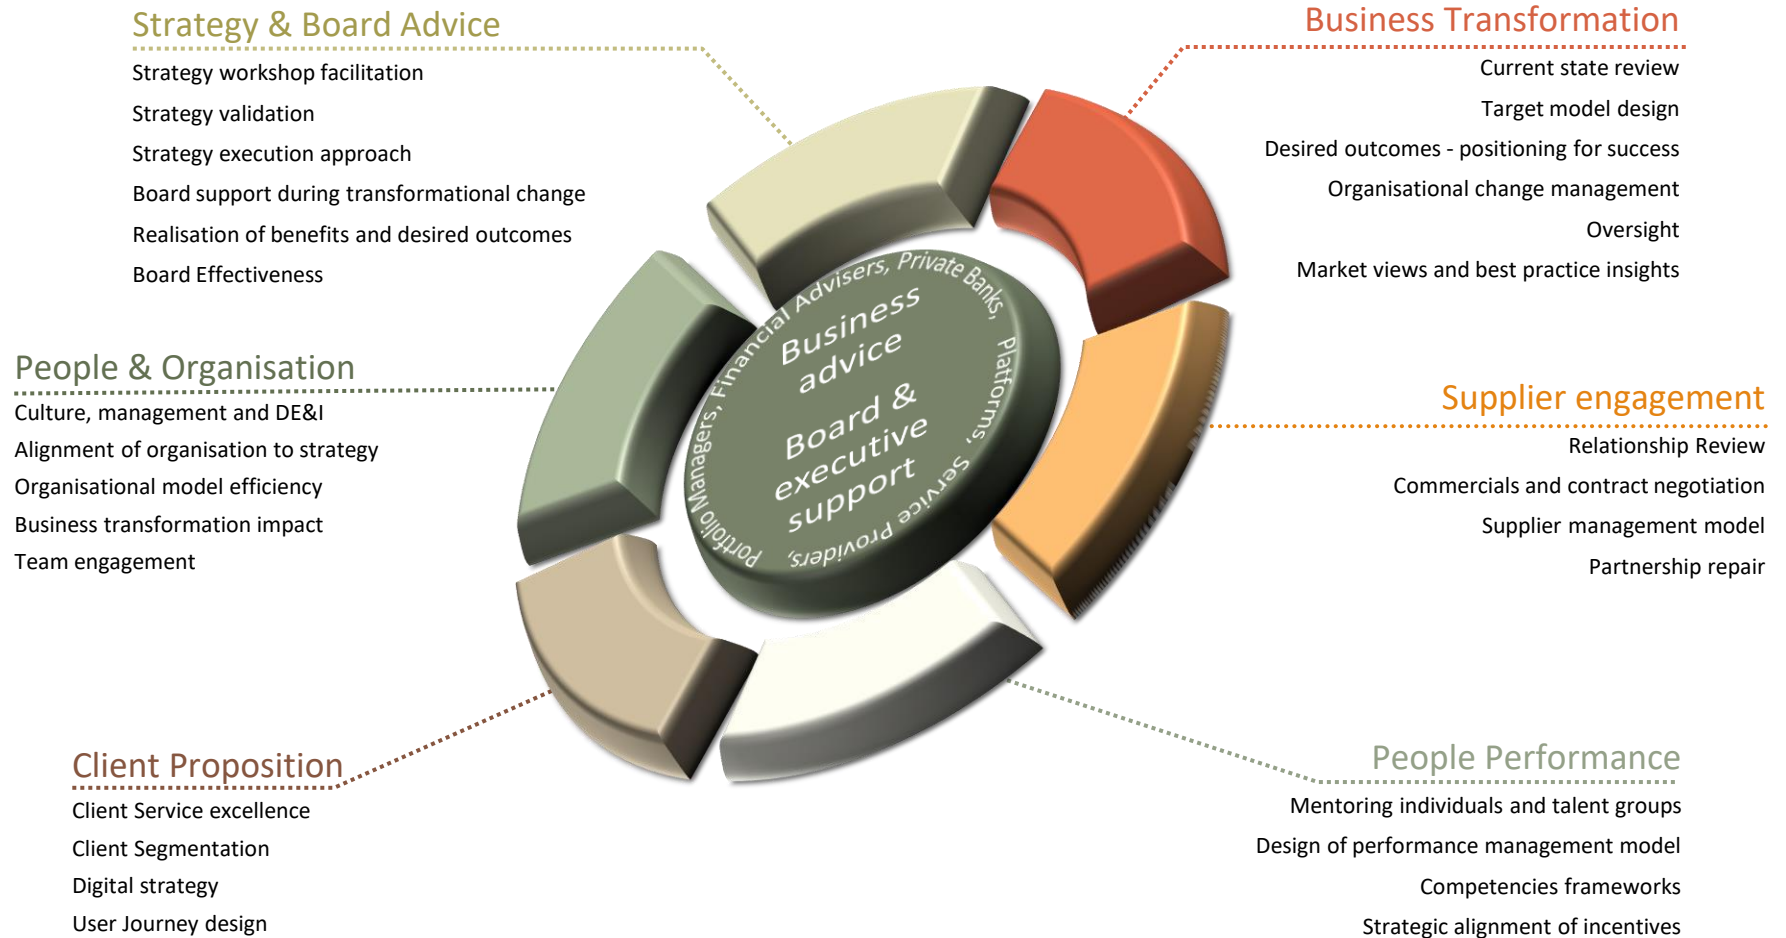 Strategy & Board Advice
Strategy workshop facilitation
Strategy validation
Strategy execution approach
Board support during transformational change
Realisation of benefits and desired outcomes
Board Effectiveness
Business Transformation
Current state review
Target model design
Desired outcomes - positioning for success
Organisational change management
Oversight
Market views and best practice insights
People & Organisation
Culture, management and DE&I
Alignment of organisation to strategy
Organisational model efficiency
Business transformation impact
Team engagement
Portfolio Managers, Financial Advisers, Private Banks, Platforms, Service Providers,
Business
advice
Board &
executive
support
Supplier engagement
Relationship Review
Commercials and contract negotiation
Supplier management model
Partnership repair
Client Proposition
Client Service excellence
Client Segmentation
Digital strategy
User Journey design
People Performance
Mentoring individuals and talent groups
Design of performance management model
Competencies frameworks
Strategic alignment of incentives